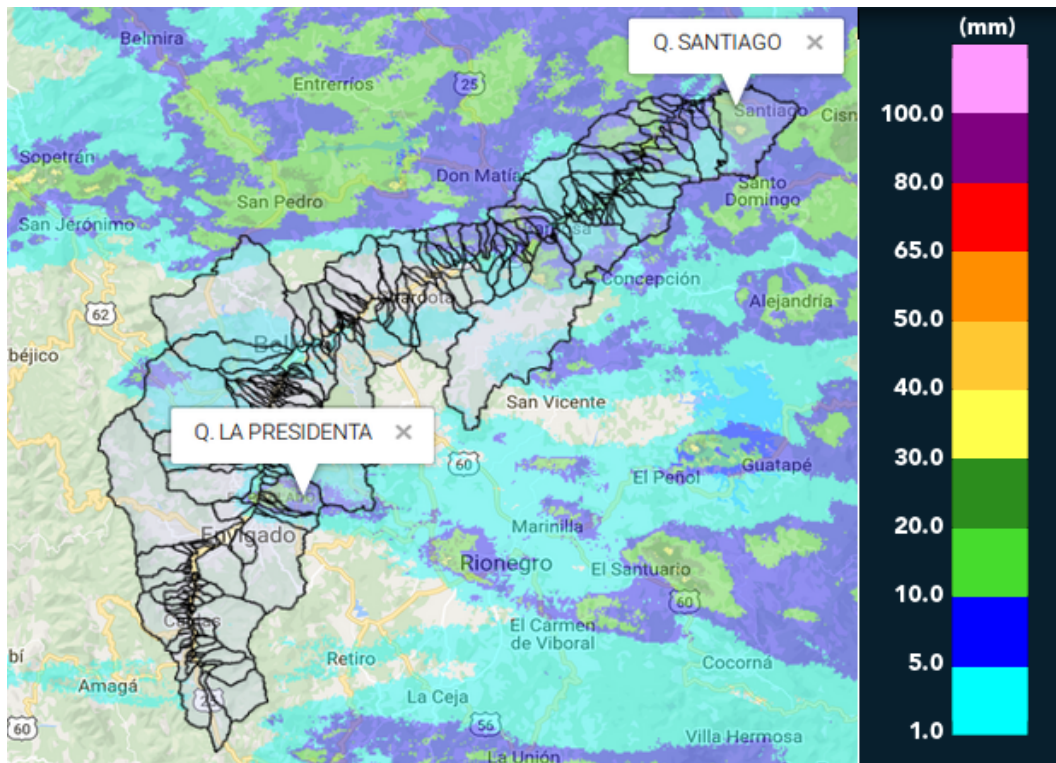 Q. SANTIAGO ×
Q. LA PRESIDENTA ×
Belmira
Entrerríos
25
Santiago
Cisn
Sopetrán
Don Matías
San Pedro
Santo
Domingo
San Jerónimo
Concepción
62
Alejandría
béjico
San Vicente
60
Guatapé
El Peñol
Envigado
Marinilla
Rionegro
El Santuario
60
El Carmen
de Viboral
Caldas
bí
Retiro
Cocorná
Amagá
25
La Ceja
60
56
Villa Hermosa
La Unión
(mm)
100.0
80.0
65.0
50.0
40.0
30.0
20.0
10.0
5.0
1.0